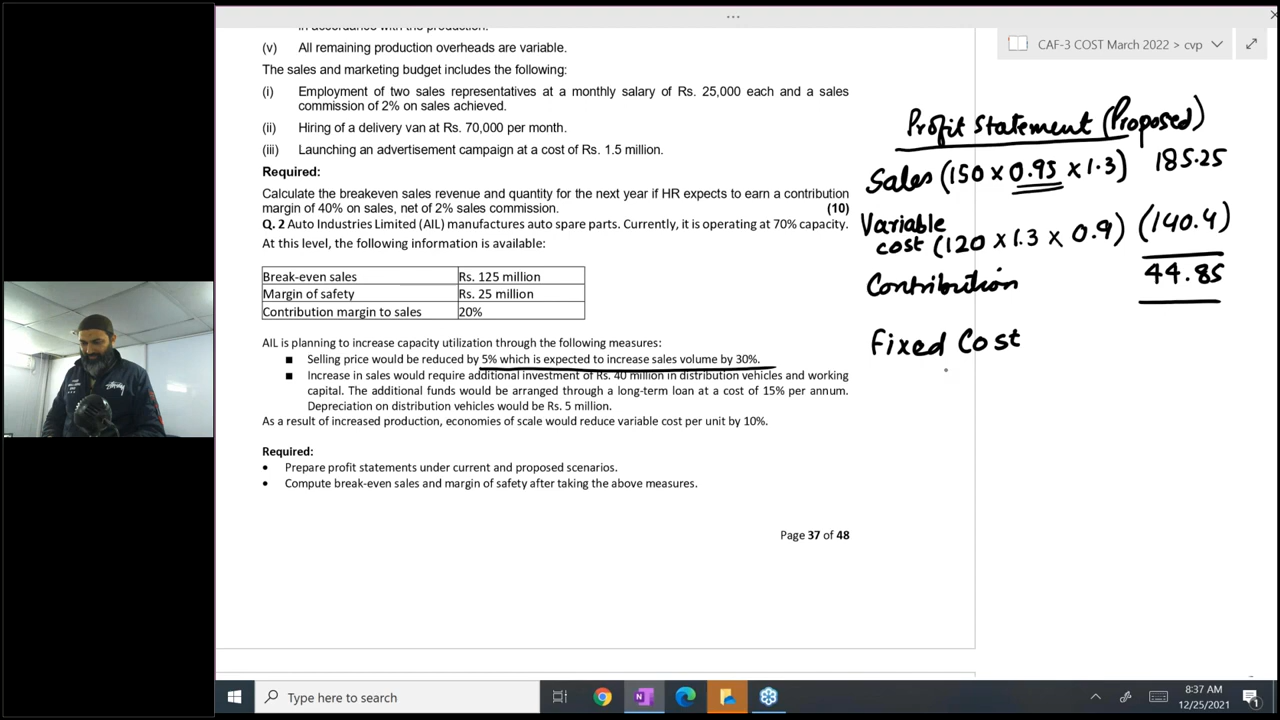 CAF-3 COST March 2022 > cvp
(v) All remaining production overheads are variable.
The sales and marketing budget includes the following:
(i) Employment of two sales representatives at a monthly salary of Rs. 25,000 each and a sales
commission of 2% on sales achieved.
(ii) Hiring of a delivery van at Rs. 70,000 per month.
(iii) Launching an advertisement campaign at a cost of Rs. 1.5 million.
Required:
Calculate the breakeven sales revenue and quantity for the next year if HR expects to earn a contribution
margin of 40% on sales, net of 2% sales commission. (10)
Q. 2 Auto Industries Limited (AIL) manufactures auto spare parts. Currently, it is operating at 70% capacity.
At this level, the following information is available:
Break-even sales Rs. 125 million
Margin of safety Rs. 25 million
Contribution margin to sales 20%
AIL is planning to increase capacity utilization through the following measures:
■ Selling price would be reduced by 5% which is expected to increase sales volume by 30%.
■ Increase in sales would require additional investment of Rs. 40 million in distribution vehicles and working
capital. The additional funds would be arranged through a long-term loan at a cost of 15% per annum.
Depreciation on distribution vehicles would be Rs. 5 million.
As a result of increased production, economies of scale would reduce variable cost per unit by 10%.
Required:
• Prepare profit statements under current and proposed scenarios.
• Compute break-even sales and margin of safety after taking the above measures.
Page 37 of 48
Profit Statement (Proposed)
Sales (150 × 0.95 × 1.3) 185.25
Variable
cost (120 × 1.3 × 0.9) (140.4)
Contribution 44.85
Fixed Cost
STUSSY
Type here to search
8:37 AM
12/25/2021
1